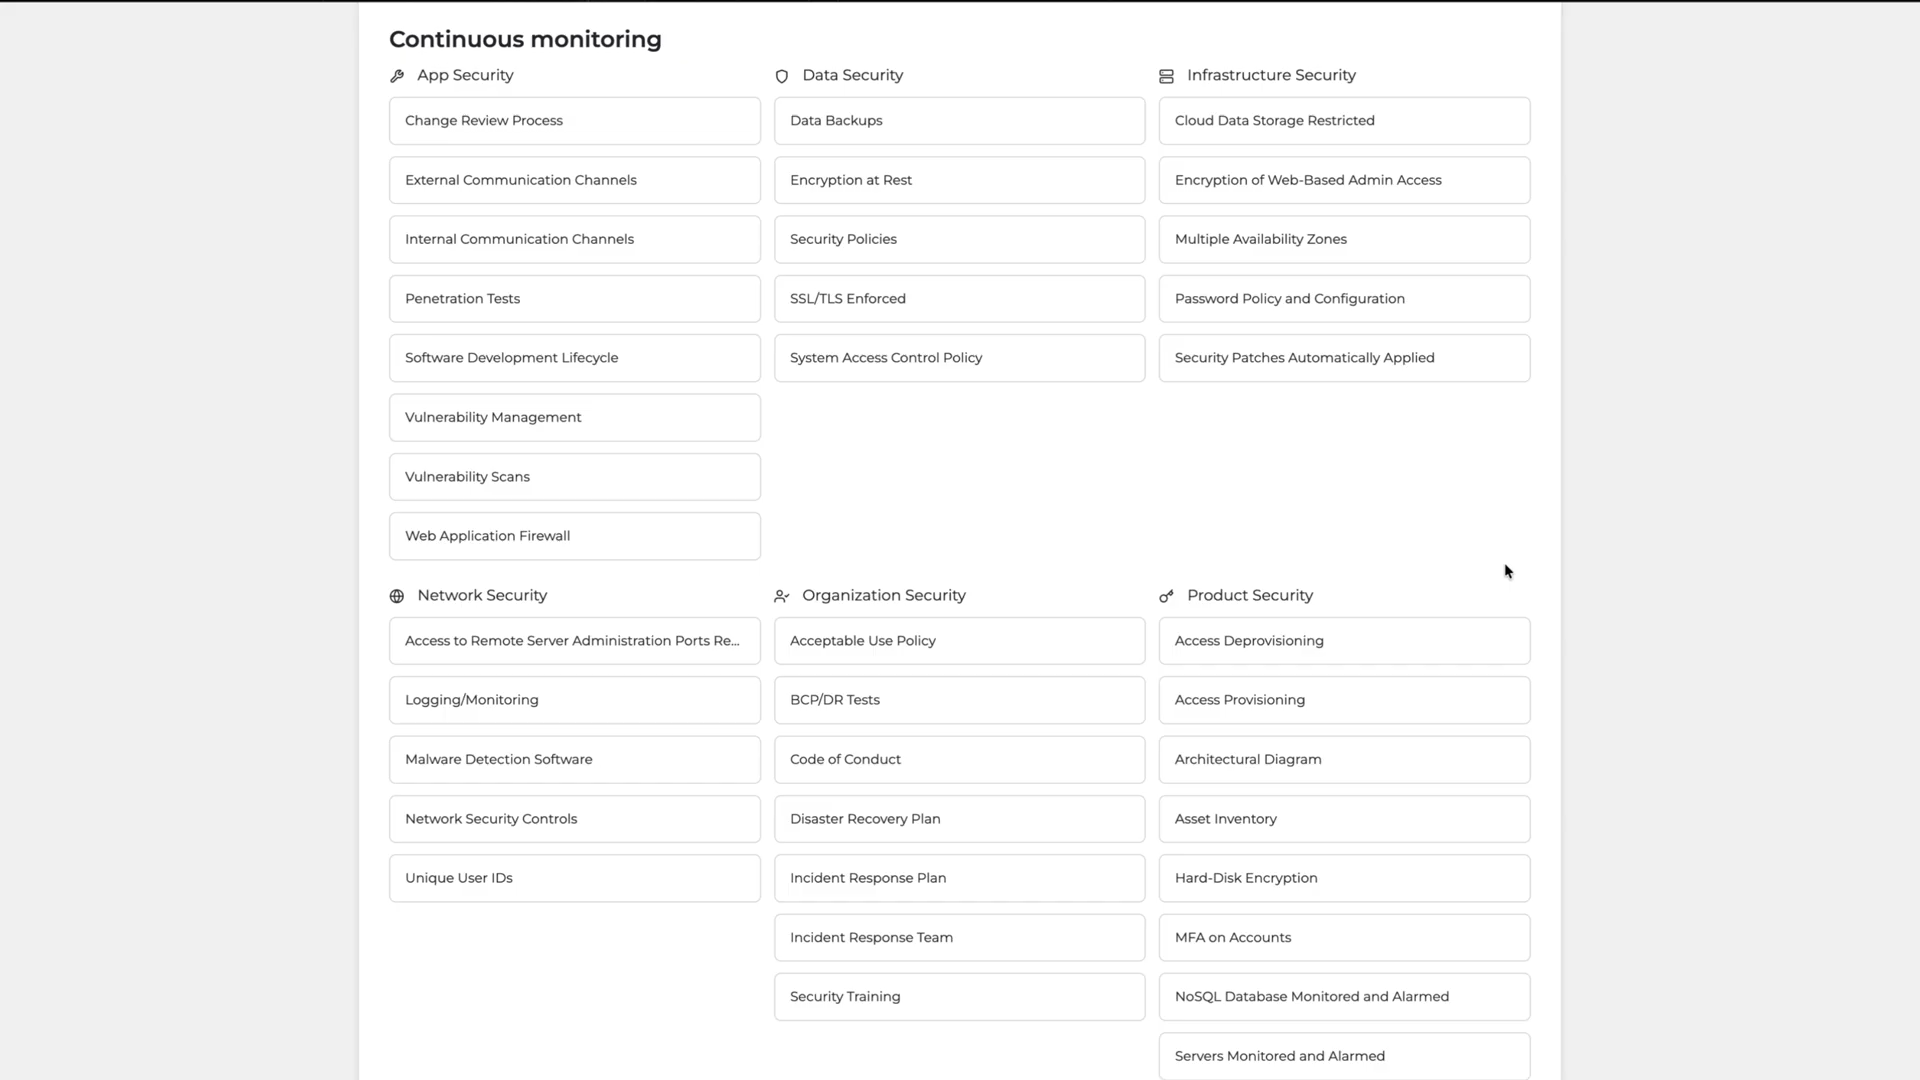 Continuous monitoring
App Security
Change Review Process
External Communication Channels
Internal Communication Channels
Penetration Tests
Software Development Lifecycle
Vulnerability Management
Vulnerability Scans
Web Application Firewall
Data Security
Data Backups
Encryption at Rest
Security Policies
SSL/TLS Enforced
System Access Control Policy
Infrastructure Security
Cloud Data Storage Restricted
Encryption of Web-Based Admin Access
Multiple Availability Zones
Password Policy and Configuration
Security Patches Automatically Applied
Network Security
Access to Remote Server Administration Ports Re...
Logging/Monitoring
Malware Detection Software
Network Security Controls
Unique User IDs
Organization Security
Acceptable Use Policy
BCP/DR Tests
Code of Conduct
Disaster Recovery Plan
Incident Response Plan
Incident Response Team
Security Training
Product Security
Access Deprovisioning
Access Provisioning
Architectural Diagram
Asset Inventory
Hard-Disk Encryption
MFA on Accounts
NoSQL Database Monitored and Alarmed
Servers Monitored and Alarmed